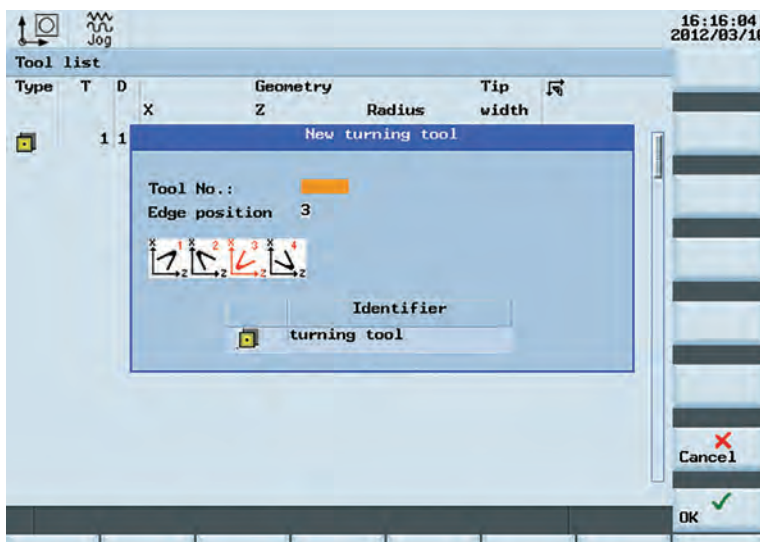 16:16:04
Jog
2012/03/10
Tool list
Type T D Geometry Tip
X Z Radius width
1 1
New turning tool
Tool No.:
Edge position 3
X 1 X 2 X 3 X 4
Z Z Z Z
Identifier
turning tool
Cancel
OK